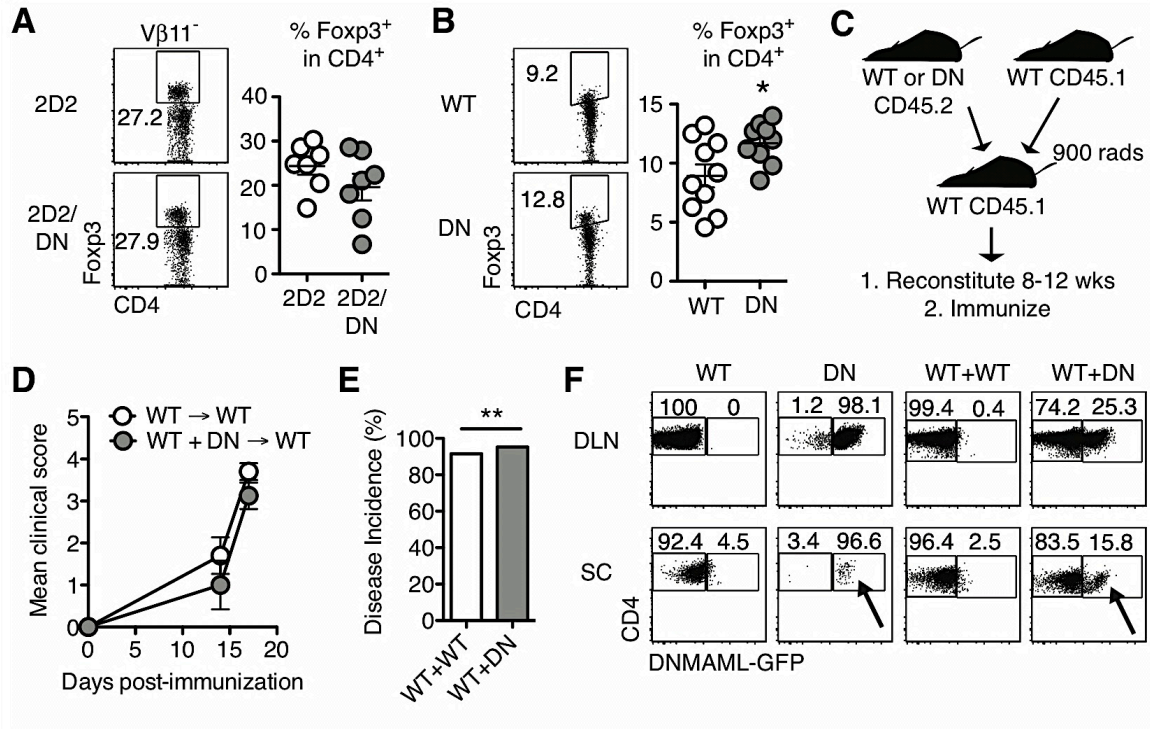 A
Vβ11-
% Foxp3+
in CD4+
2D2
27.2
2D2/
DN
27.9
Foxp3
CD4
40
30
20
10
0
2D2
2D2/
DN
B
% Foxp3+
in CD4+
*
WT
9.2
DN
12.8
Foxp3
CD4
15
10
5
0
WT
DN
C
WT or DN
CD45.2
WT CD45.1
900 rads
WT CD45.1
1. Reconstitute 8-12 wks
2. Immunize
D
WT → WT
WT + DN → WT
Mean clinical score
5
4
3
2
1
0
0 5 10 15 20
Days post-immunization
E
**
Disease Incidence (%)
100
80
60
40
20
0
WT+WT
WT+DN
F
WT DN WT+WT WT+DN
DLN
100 0 1.2 98.1 99.4 0.4 74.2 25.3
SC
92.4 4.5 3.4 96.6 96.4 2.5 83.5 15.8
CD4
DNMAML-GFP